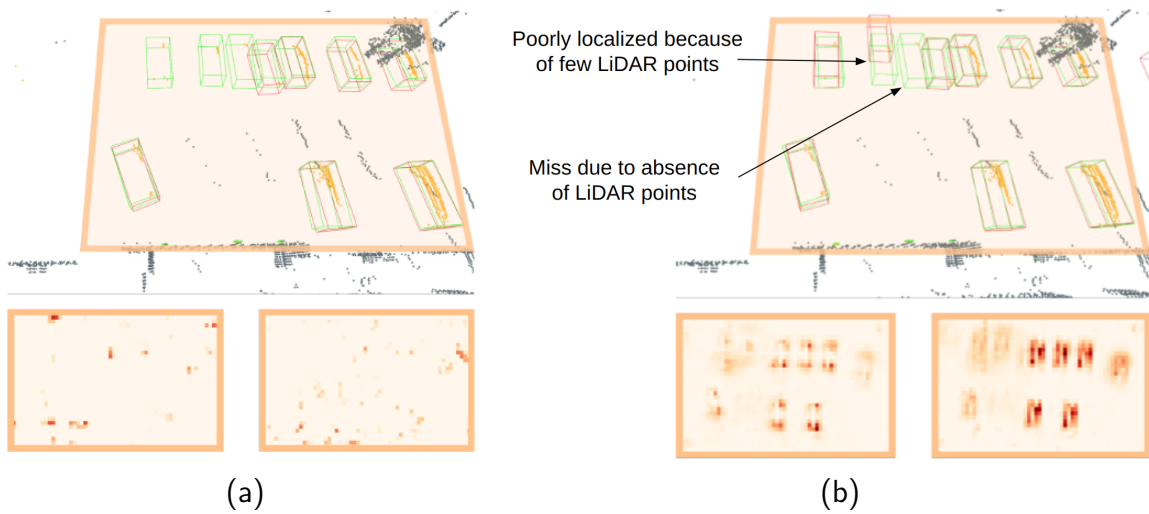 Poorly localized because
of few LiDAR points
Miss due to absence
of LiDAR points
(a)
(b)